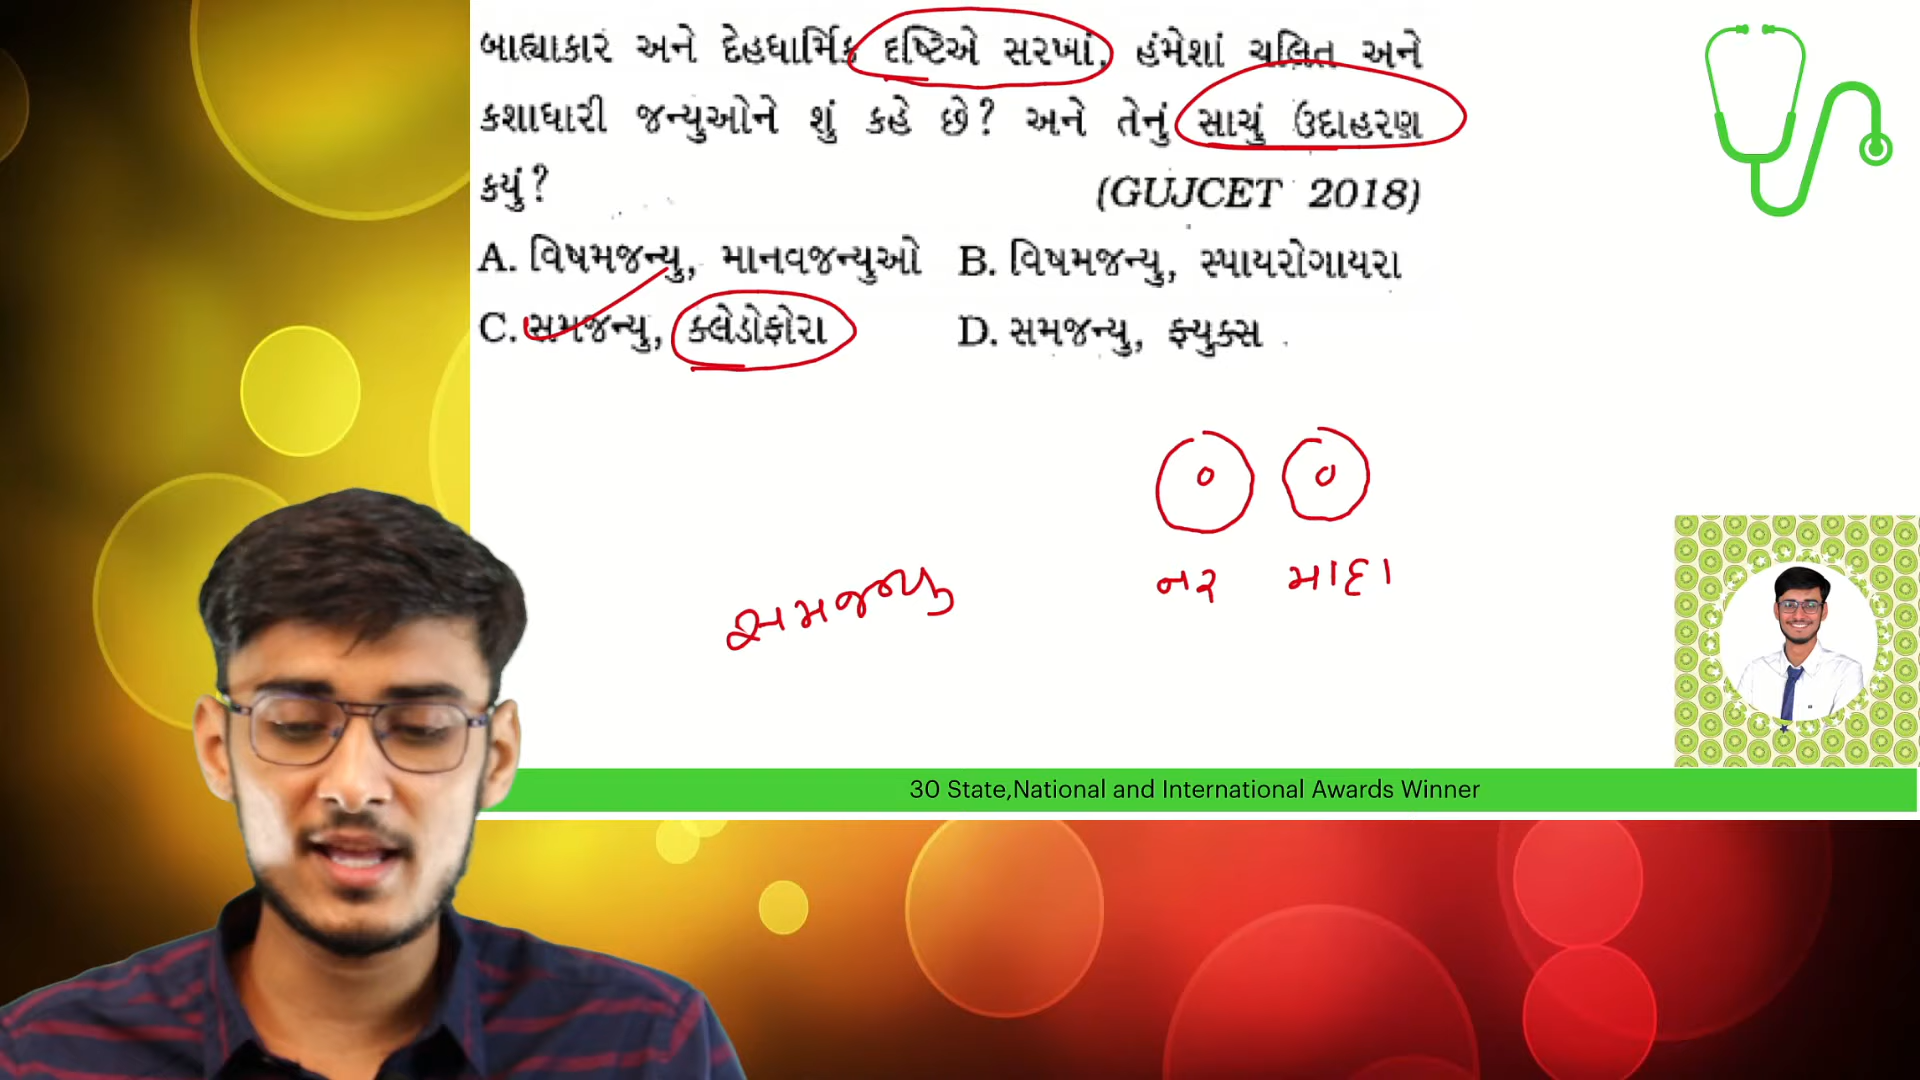 બાહ્યાકાર અને દેહધાર્મિક દૃષ્ટિએ સરખાં, હંમેશાં ચલિત અને
કશાધારી જન્યુઓને શું કહે છે? અને તેનું સાચું ઉદાહરણ
કયું?
(GUJCET 2018)
A. વિષમજન્યુ, માનવજન્યુઓ B. વિષમજન્યુ, સ્પાયરોગાયરા
C. સમજન્યુ, ક્લેડોફોરા D. સમજન્યુ, ફ્યુક્સ
નર માદા
સમજન્યુ
30 State,National and International Awards Winner